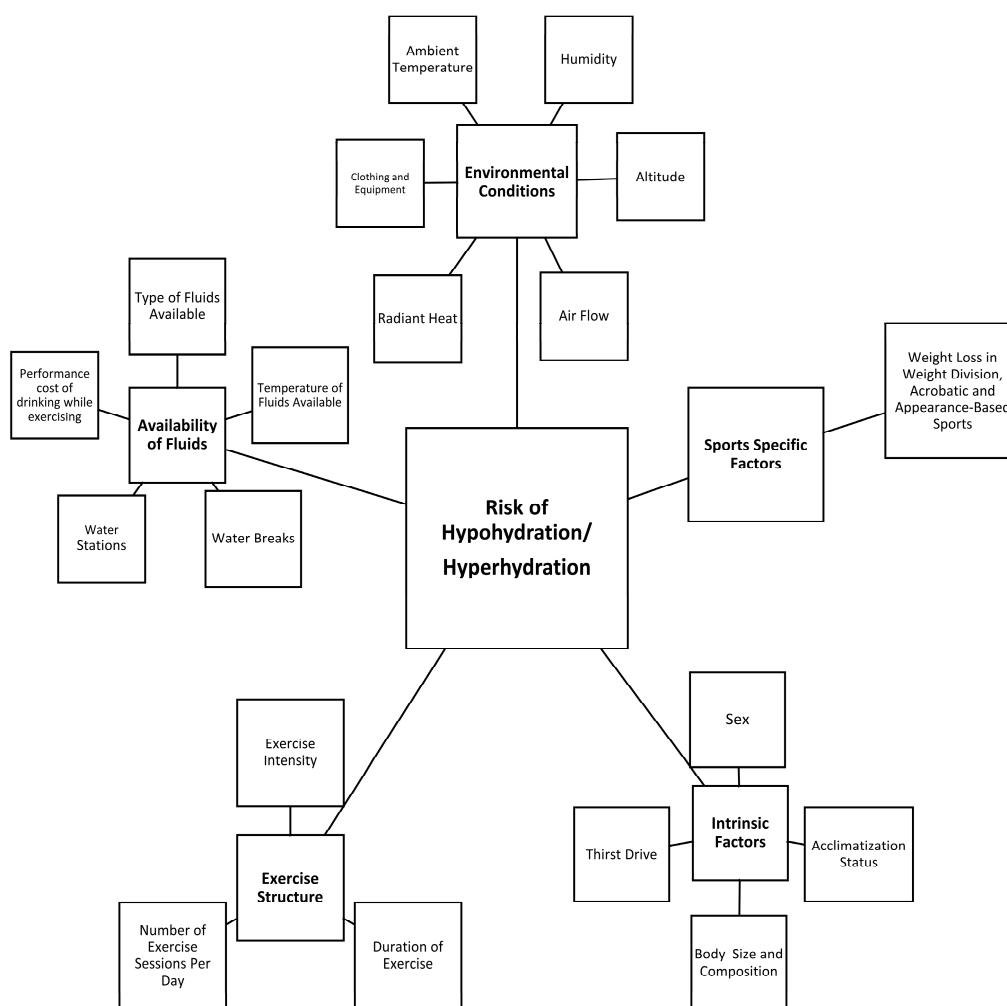 Ambient
Temperature
Humidity
Clothing and
Equipment
Environmental
Conditions
Altitude
Radiant Heat
Air Flow
Type of Fluids
Available
Performance
cost of
drinking while
exercising
Temperature of
Fluids Available
Availability
of Fluids
Water
Stations
Water Breaks
Weight Loss in
Weight Division,
Acrobatic and
Appearance-Based
Sports
Sports Specific
Factors
Risk of
Hypohydration/
Hyperhydration
Exercise
Intensity
Exercise
Structure
Number of
Exercise
Sessions Per
Day
Duration of
Exercise
Sex
Intrinsic
Factors
Thirst Drive
Acclimatization
Status
Body Size and
Composition